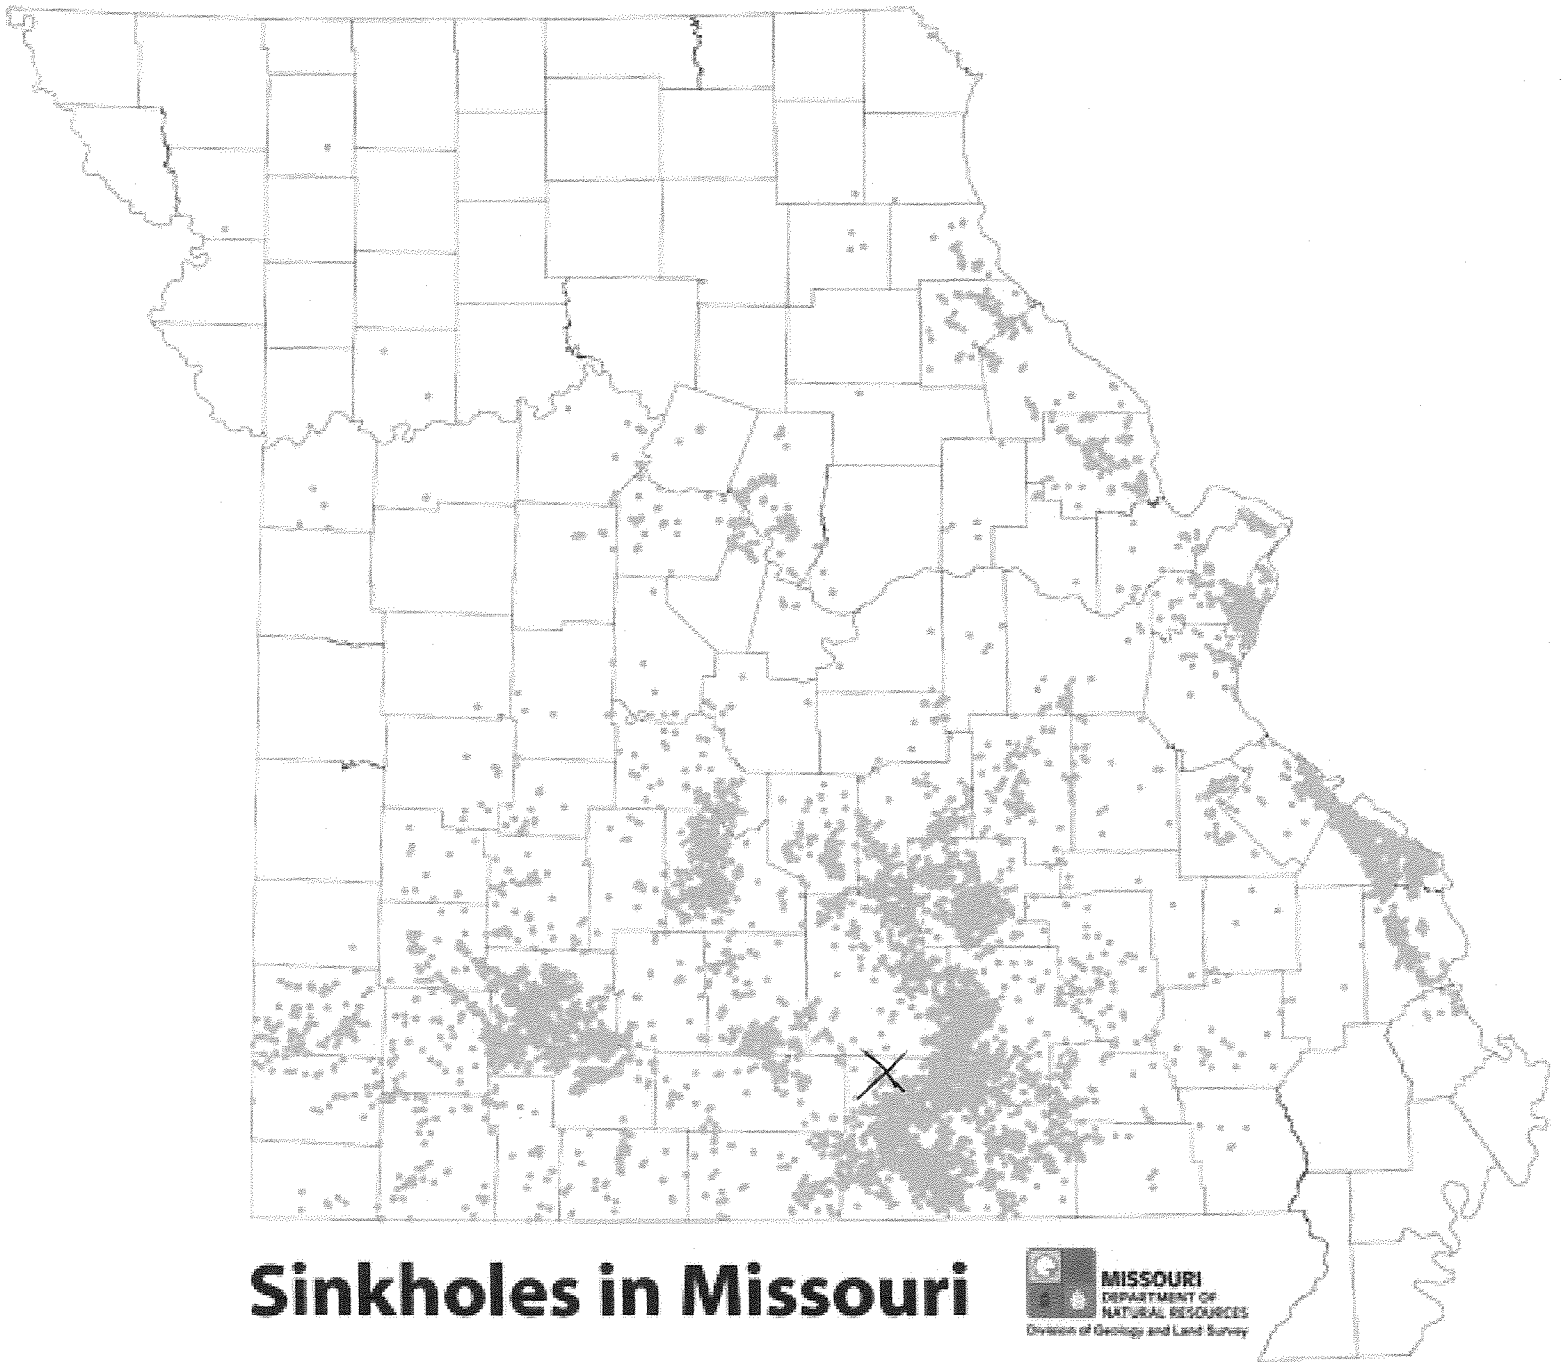 Sinkholes in Missouri
G
MISSOURI
DEPARTMENT OF
NATURAL RESOURCES
Division of Geology and Land Survey